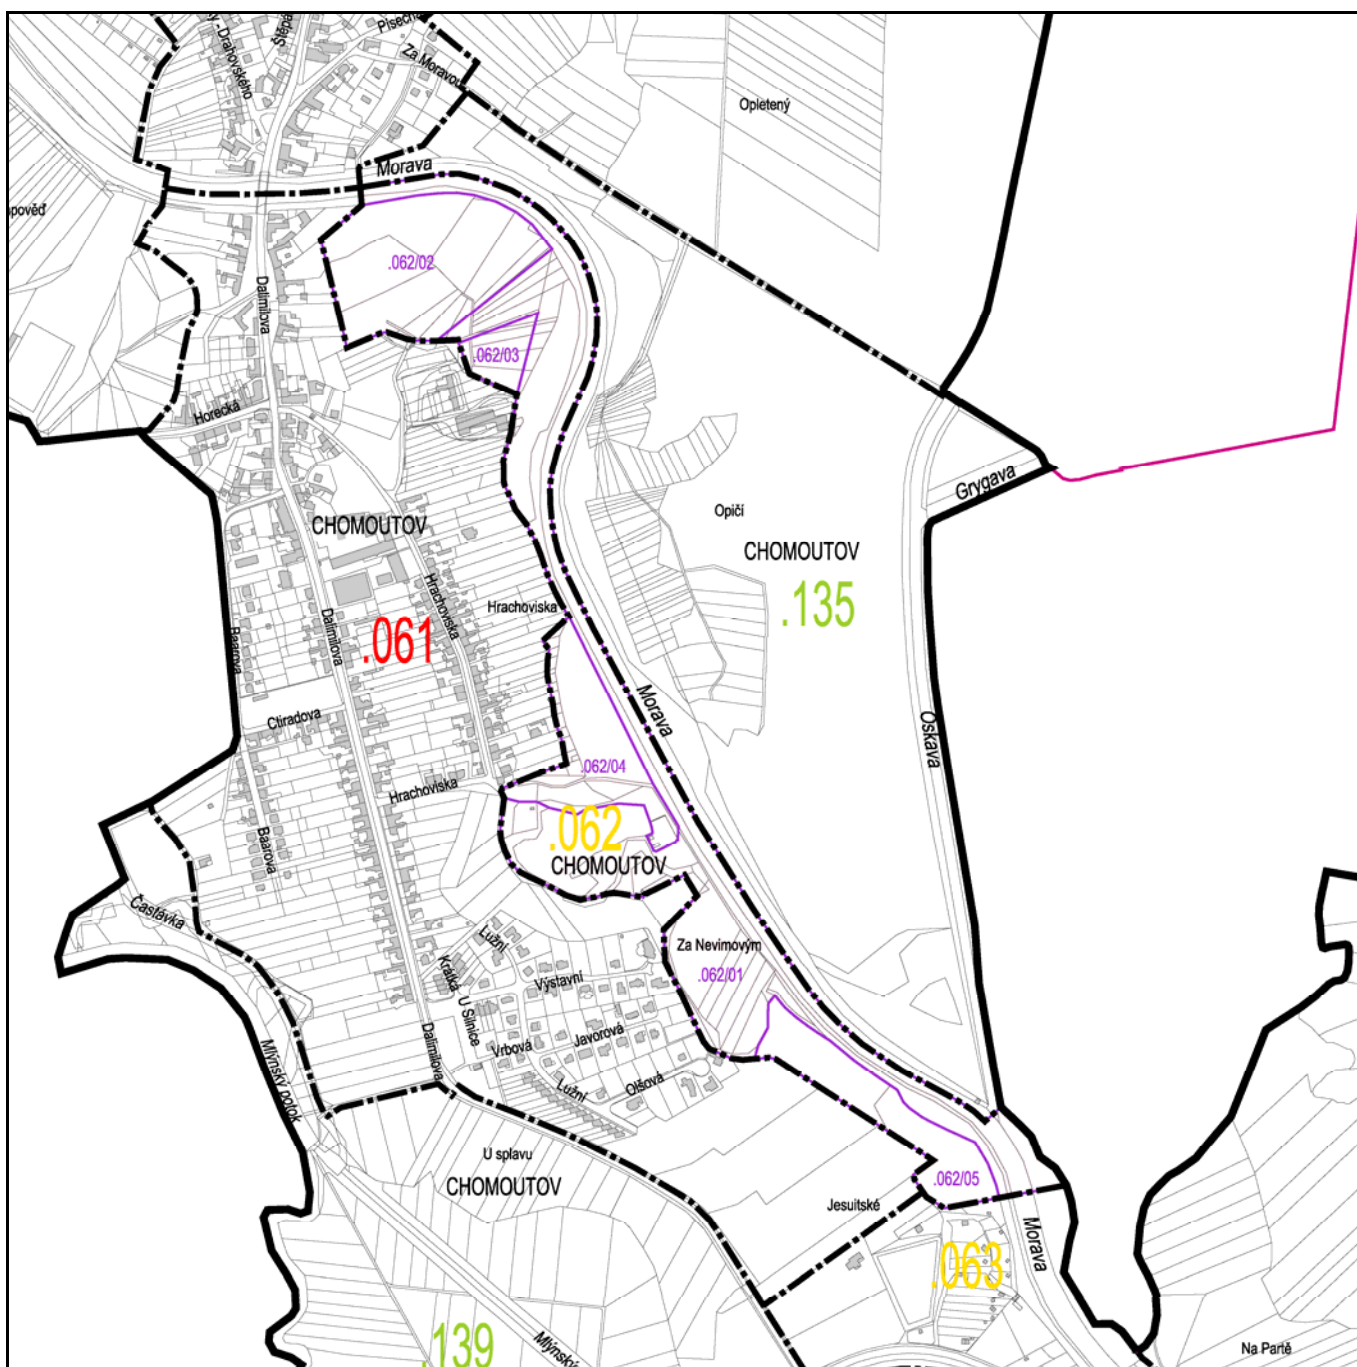 Písečná
Štěpá
-Drahovského
Za Moravou
Opletený
Morava
pověď
.062/02
Dalimilova
.062/03
Horecká
Grygava
Opičí
CHOMOUTOV
CHOMOUTOV
.135
Hrachoviska
Hrachoviska
Dalimilova
.061
Baarova
Morava
Ctiradova
Oskava
.062/04
Hrachoviska
.062
CHOMOUTOV
Baarova
Častávka
Lužní
Za Nevimovým
.062/01
Krátká
Výstavní
U Silnice
Javorová
Vrbová
Dalimilova
Mlýnský potok
Olšová
Lužní
U splavu
CHOMOUTOV
.062/05
Jesuitské
Morava
.063
.139
Mlýnský
Na Partě